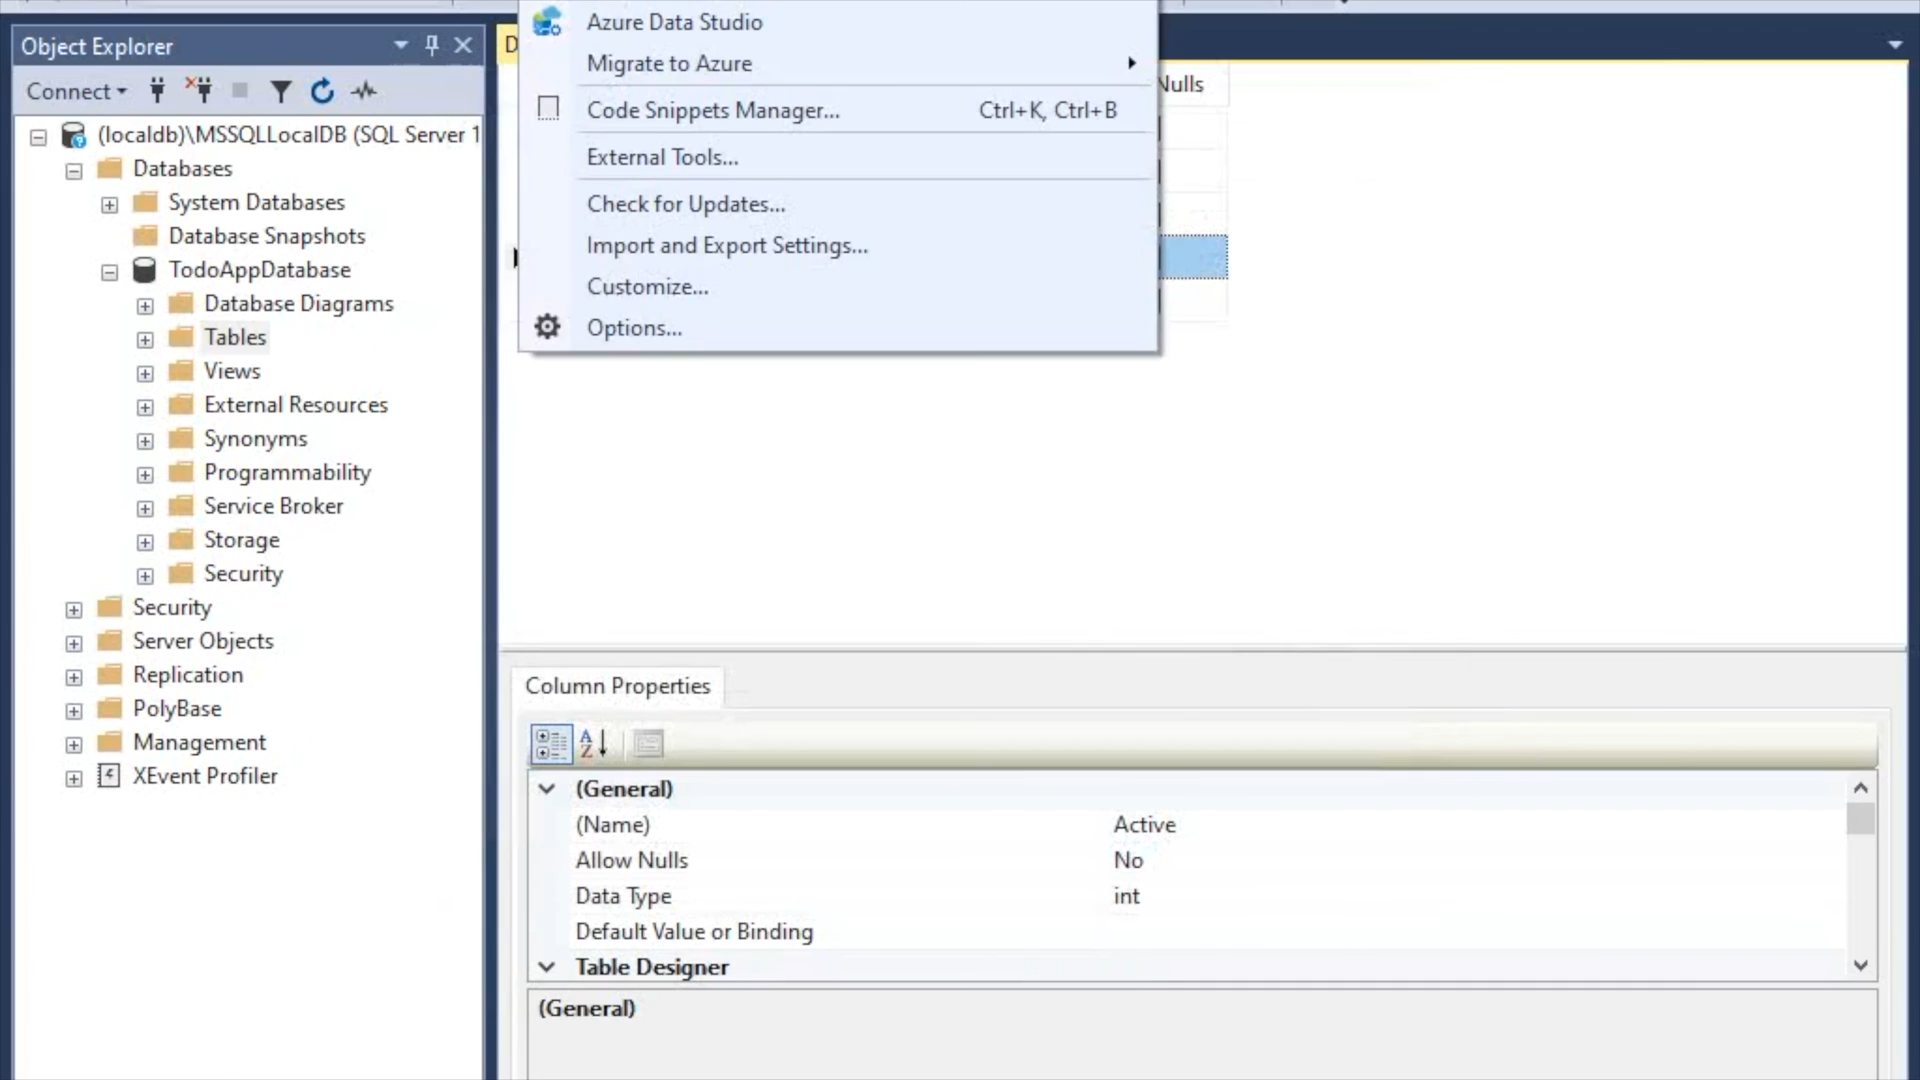 Object Explorer
Connect
(localdb)\MSSQLLocalDB (SQL Server 1
Databases
System Databases
Database Snapshots
TodoAppDatabase
Database Diagrams
Tables
Views
External Resources
Synonyms
Programmability
Service Broker
Storage
Security
Security
Server Objects
Replication
PolyBase
Management
XEvent Profiler
D
Azure Data Studio
Migrate to Azure
Code Snippets Manager... Ctrl+K, Ctrl+B
External Tools...
Check for Updates...
Import and Export Settings...
Customize...
Options...
Nulls
Column Properties
(General)
(Name) Active
Allow Nulls No
Data Type int
Default Value or Binding
Table Designer
(General)